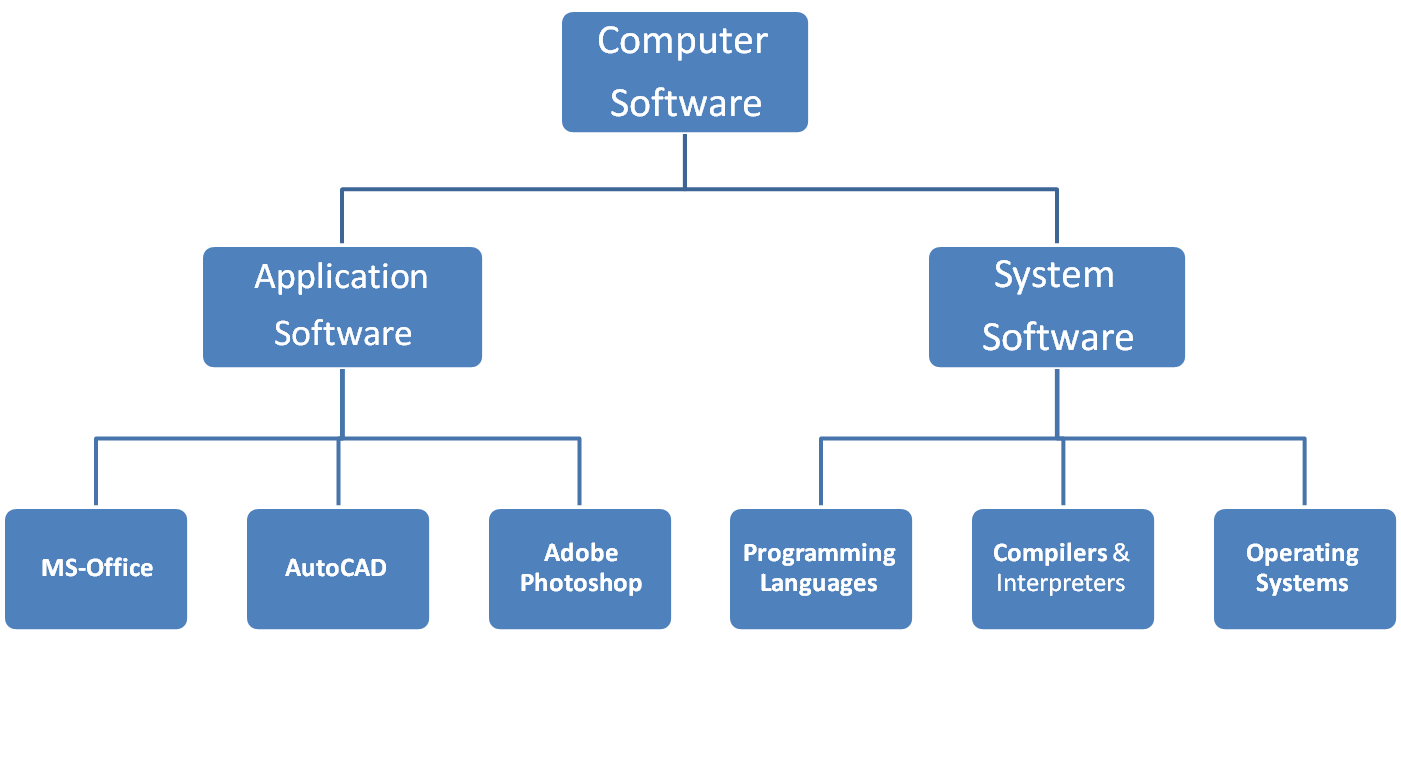 Computer
Software
Application
Software
System
Software
MS-Office
AutoCAD
Adobe
Photoshop
Programming
Languages
Compilers &
Interpreters
Operating
Systems